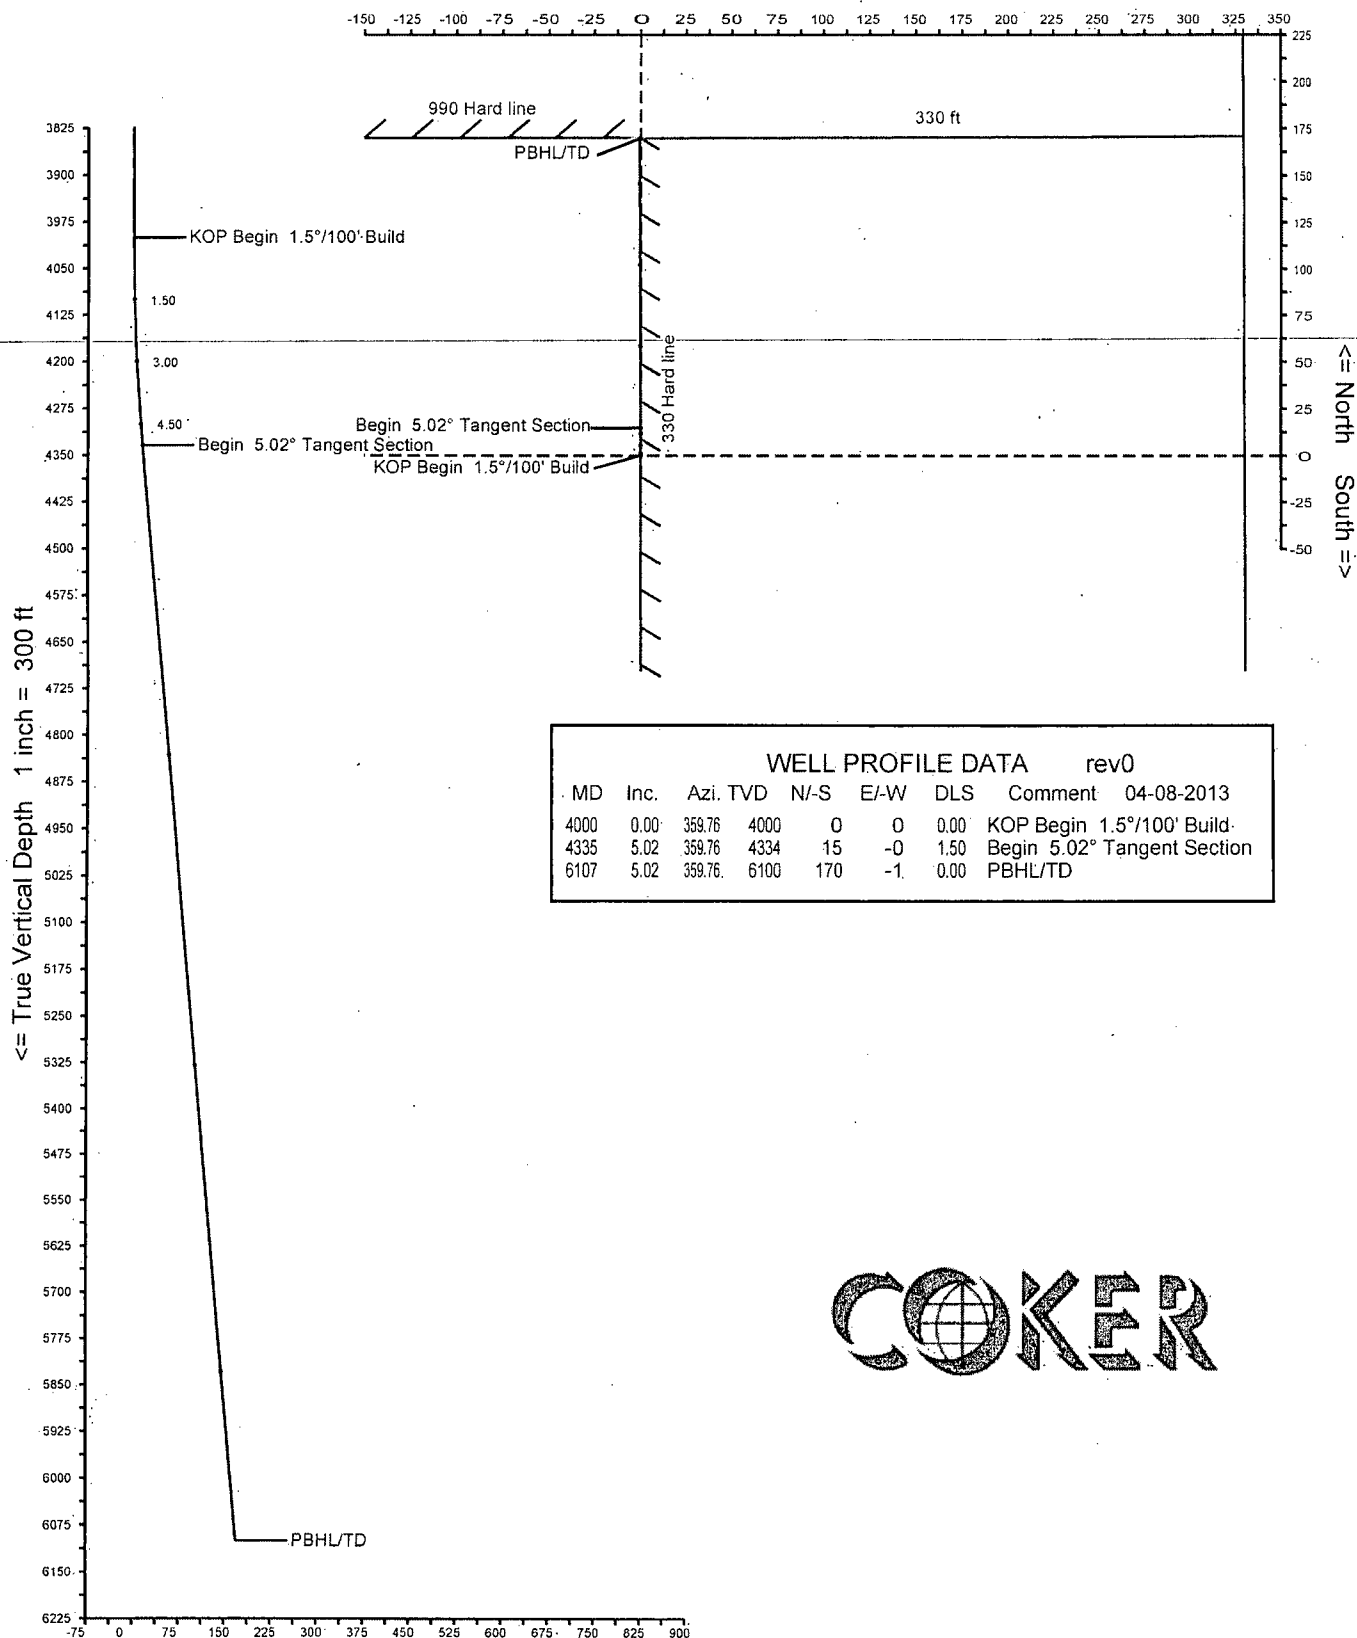 -150 -125 -100 -75 -50 -25 0 25 50 75 100 125 150 175 200 225 250 275 300 325 350
225
200
175
150
125
100
75
50
25
0
-25
-50
<= North South =>
990 Hard line
330 ft
PBHL/TD
330 Hard line
Begin 5.02° Tangent Section
KOP Begin 1.5°/100' Build
3825
3900
3975
4050
4125
4200
4275
4350
4425
4500
4575
4650
4725
4800
4875
4950
5025
5100
5175
5250
5325
5400
5475
5550
5625
5700
5775
5850
5925
6000
6075
6150
6225
<= True Vertical Depth 1 inch = 300 ft
KOP Begin 1.5°/100' Build
1.50
3.00
4.50
Begin 5.02° Tangent Section
PBHL/TD
-75 0 75 150 225 300 375 450 525 600 675 750 825 900
WELL PROFILE DATA rev0
MD Inc. Azi. TVD N/-S E/-W DLS Comment 04-08-2013
4000 0.00 359.76 4000 0 0 0.00 KOP Begin 1.5°/100' Build
4335 5.02 359.76 4334 15 -0 1.50 Begin 5.02° Tangent Section
6107 5.02 359.76 6100 170 -1 0.00 PBHL/TD
COKER